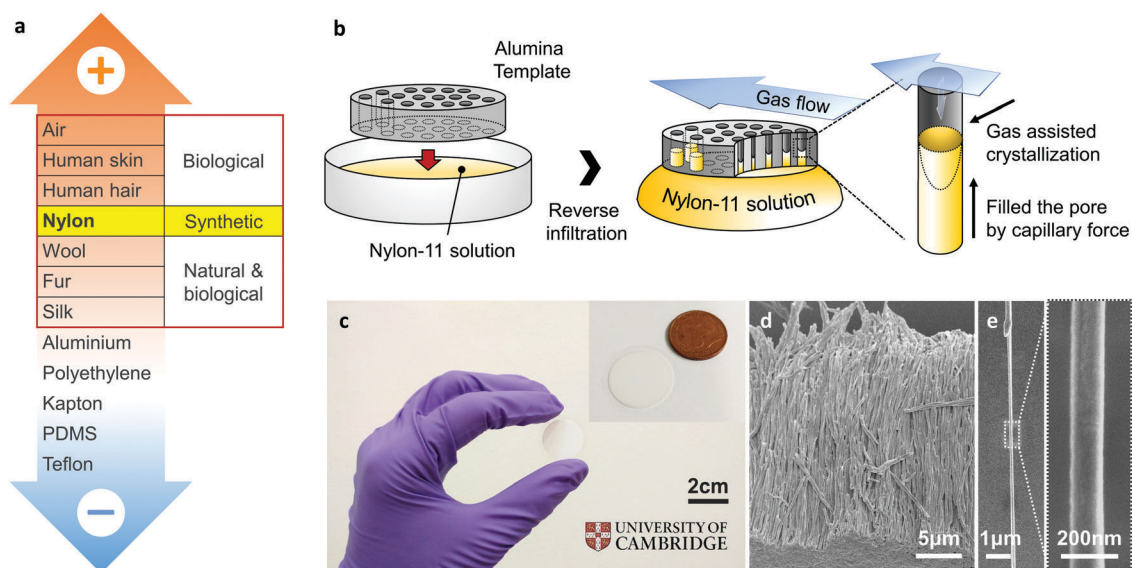 a
+
Air
Human skin
Human hair
Biological
Nylon
Synthetic
Wool
Fur
Silk
Natural &
biological
Aluminium
Polyethylene
Kapton
PDMS
Teflon
−
b
Alumina
Template
Nylon-11 solution
Reverse
infiltration
Gas flow
Nylon-11 solution
Gas assisted
crystallization
Filled the pore
by capillary force
c
2cm
UNIVERSITY OF
CAMBRIDGE
d
5μm
e
1μm
200nm